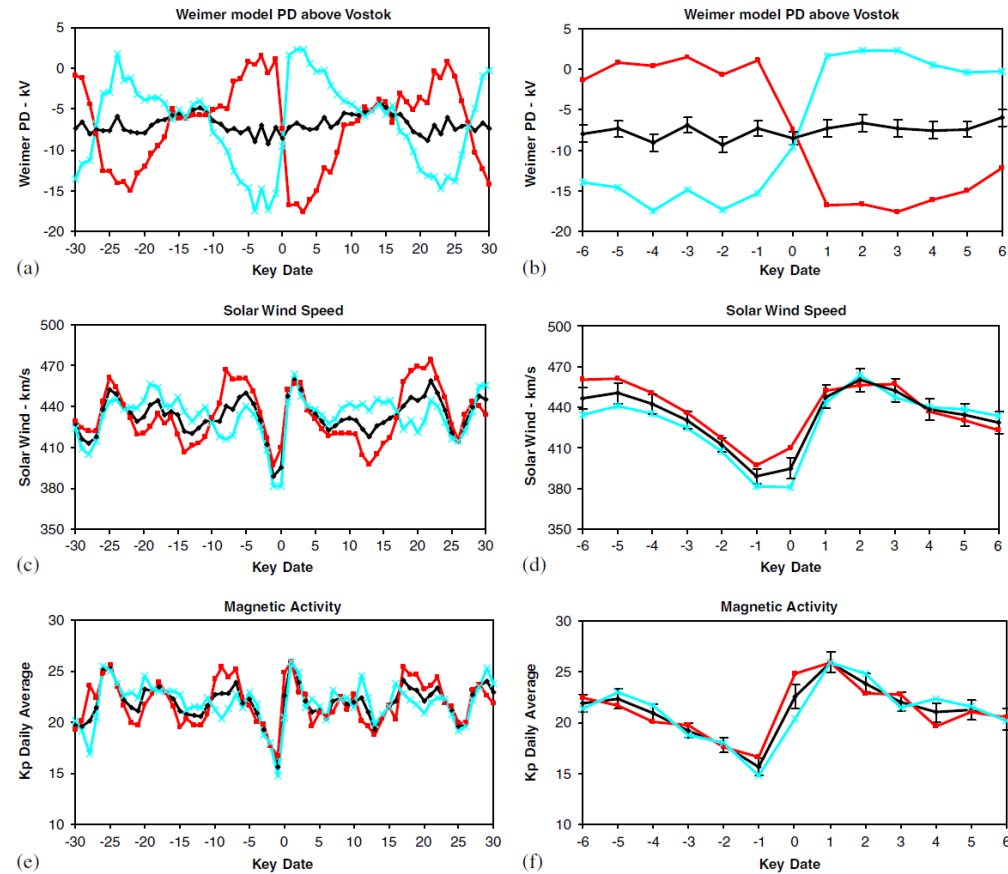 Weimer model PD above Vostok
Weimer PD - kV
5
0
-5
-10
-15
-20
-30 -25 -20 -15 -10 -5 0 5 10 15 20 25 30
(a)
Key Date
Weimer model PD above Vostok
Weimer PD - kV
5
0
-5
-10
-15
-20
-6 -5 -4 -3 -2 -1 0 1 2 3 4 5 6
(b)
Key Date
Solar Wind Speed
Solar Wind - km/s
500
470
440
410
380
350
-30 -25 -20 -15 -10 -5 0 5 10 15 20 25 30
(c)
Key Date
Solar Wind Speed
Solar Wind - km/s
500
470
440
410
380
350
-6 -5 -4 -3 -2 -1 0 1 2 3 4 5 6
(d)
Key Date
Magnetic Activity
Kp Daily Average
30
25
20
15
10
-30 -25 -20 -15 -10 -5 0 5 10 15 20 25 30
(e)
Key Date
Magnetic Activity
Kp Daily Average
30
25
20
15
10
-6 -5 -4 -3 -2 -1 0 1 2 3 4 5 6
(f)
Key Date